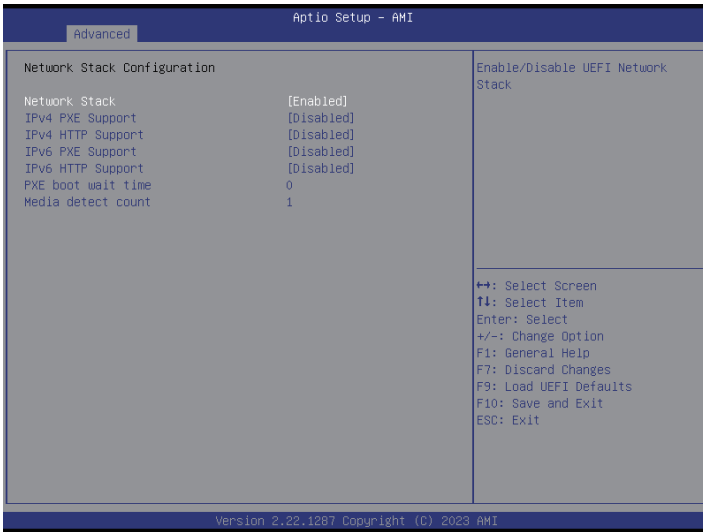 Aptio Setup – AMI
Advanced
Network Stack Configuration
Network Stack [Enabled]
IPv4 PXE Support [Disabled]
IPv4 HTTP Support [Disabled]
IPv6 PXE Support [Disabled]
IPv6 HTTP Support [Disabled]
PXE boot wait time 0
Media detect count 1
Enable/Disable UEFI Network
Stack
↔: Select Screen
↑↓: Select Item
Enter: Select
+/-: Change Option
F1: General Help
F7: Discard Changes
F9: Load UEFI Defaults
F10: Save and Exit
ESC: Exit
Version 2.22.1287 Copyright (C) 2023 AMI